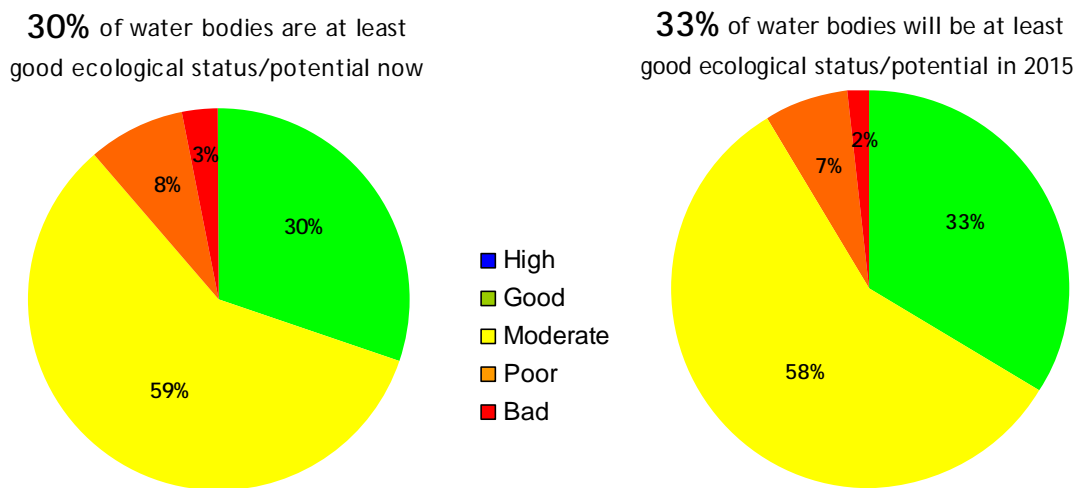 30% of water bodies are at least
good ecological status/potential now
3%
8%
30%
59%
High
Good
Moderate
Poor
Bad
33% of water bodies will be at least
good ecological status/potential in 2015
2%
7%
33%
58%